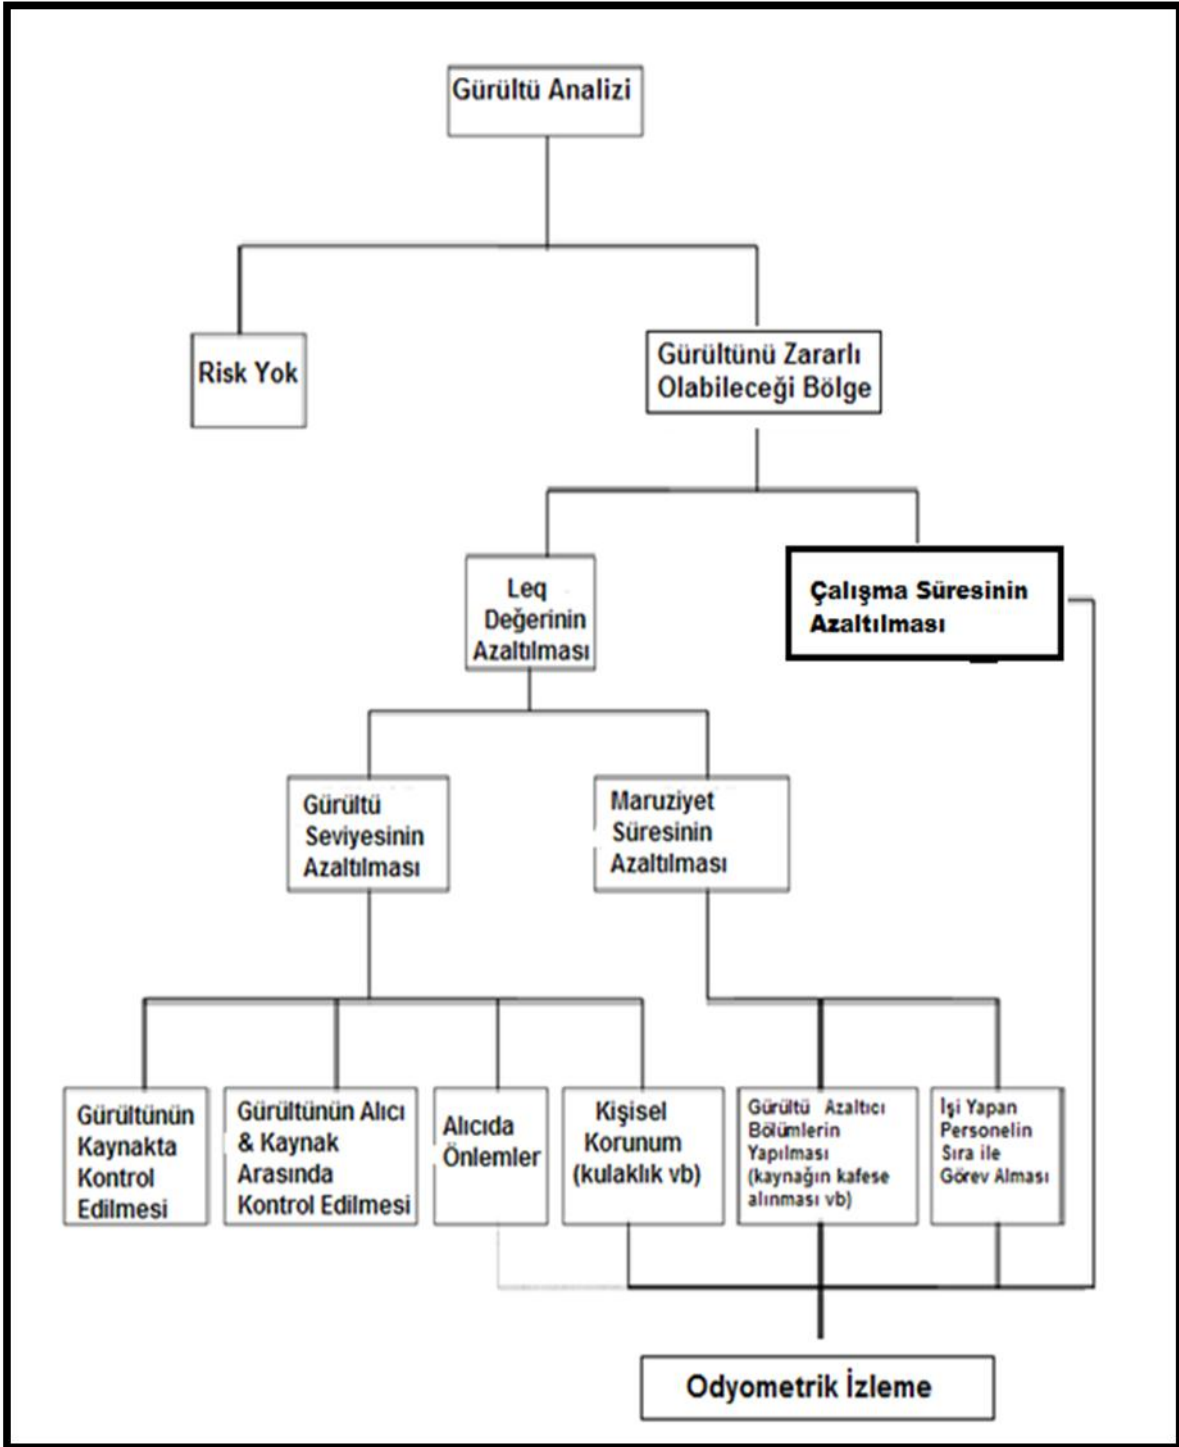 Gürültü Analizi
Risk Yok
Gürültünü Zararlı
Olabileceği Bölge
Leq
Değerinin
Azaltılması
Çalışma Süresinin
Azaltılması
Gürültü
Seviyesinin
Azaltılması
Maruziyet
Süresinin
Azaltılması
Gürültünün
Kaynakta
Kontrol
Edilmesi
Gürültünün Alıcı
& Kaynak
Arasında
Kontrol Edilmesi
Alıcıda
Önlemler
Kişisel
Korunum
(kulaklık vb)
Gürültü Azaltıcı
Bölümlerin
Yapılması
(kaynağın kafese
alınması vb)
İşi Yapan
Personelin
Sıra ile
Görev Alması
Odyometrik İzleme